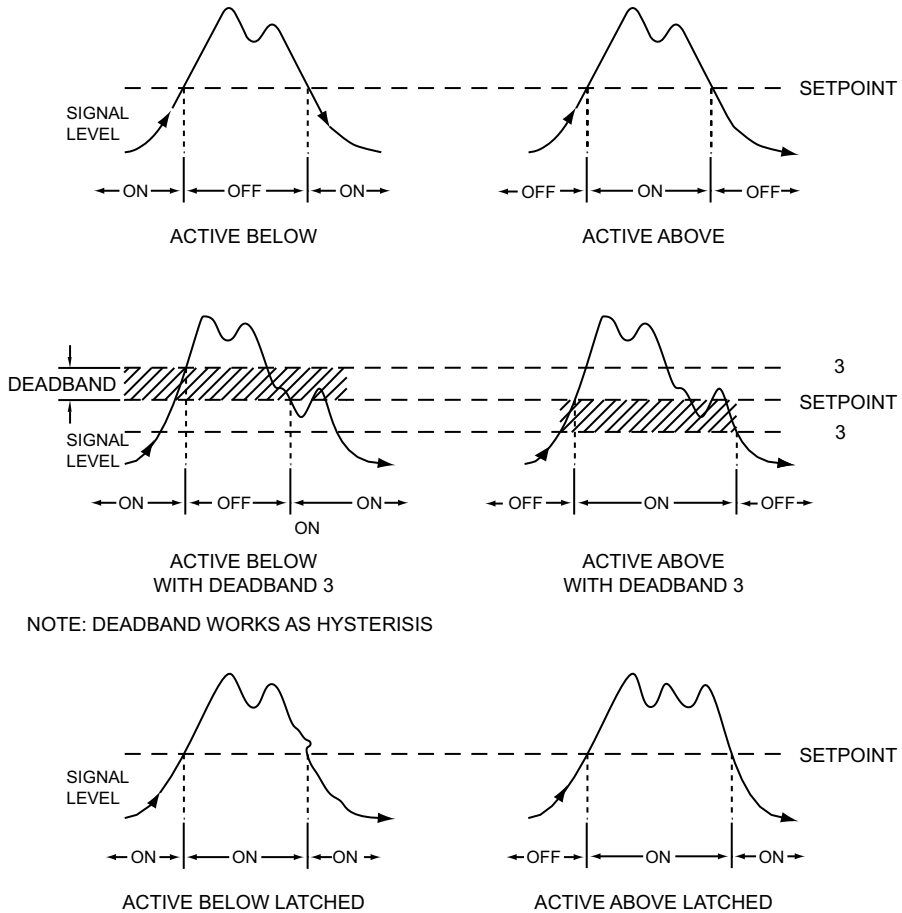 SETPOINT
SIGNAL
LEVEL
ON OFF ON OFF ON OFF
ACTIVE BELOW ACTIVE ABOVE
3
DEADBAND SETPOINT
SIGNAL
LEVEL 3
ON OFF ON OFF ON OFF
ON
ACTIVE BELOW ACTIVE ABOVE
WITH DEADBAND 3 WITH DEADBAND 3
NOTE: DEADBAND WORKS AS HYSTERISIS
SETPOINT
SIGNAL
LEVEL
ON ON ON OFF ON ON
ACTIVE BELOW LATCHED ACTIVE ABOVE LATCHED